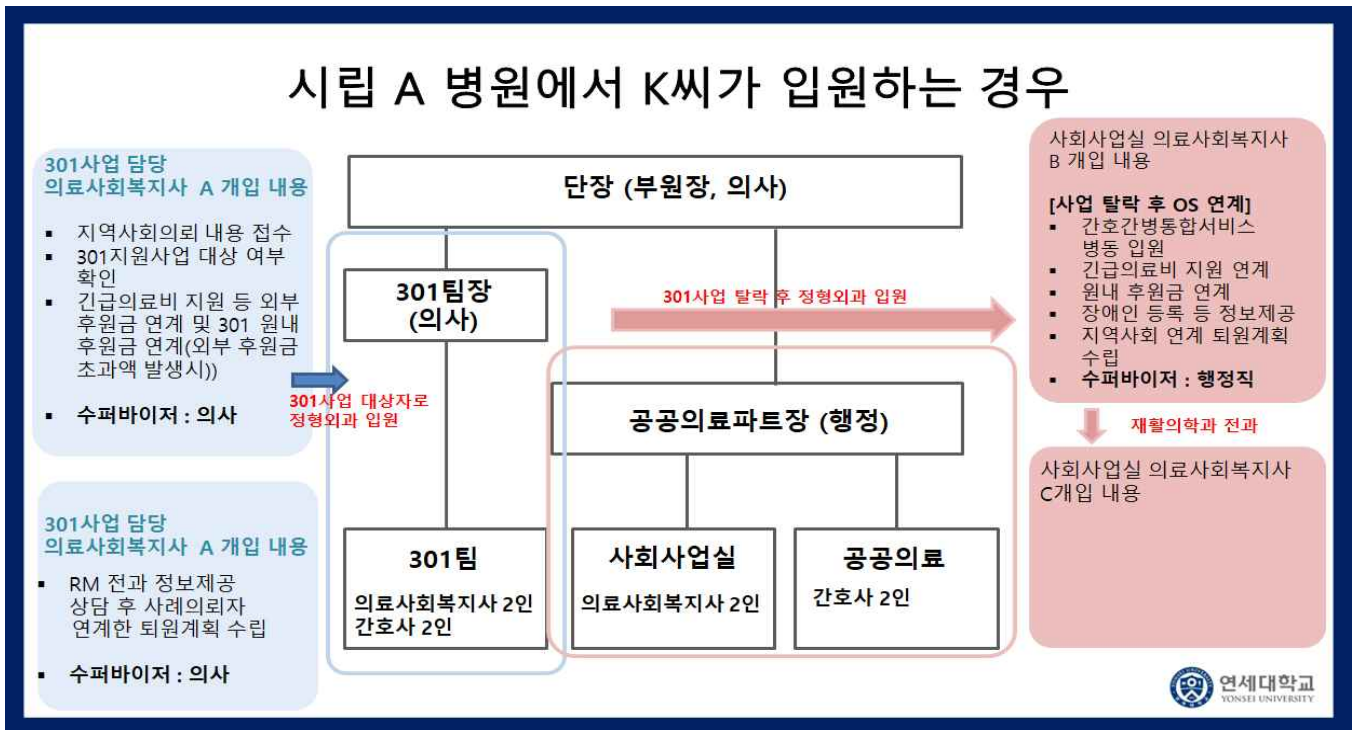 시립 A 병원에서 K씨가 입원하는 경우
301사업 담당
의료사회복지사 A 개입 내용
▪ 지역사회의뢰 내용 접수
▪ 301지원사업 대상 여부
확인
▪ 긴급의료비 지원 등 외부
후원금 연계 및 301 원내
후원금 연계(외부 후원금
초과액 발생시))
▪ 수퍼바이저 : 의사
301사업 담당
의료사회복지사 A 개입 내용
▪ RM 전과 정보제공
상담 후 사례의뢰자
연계한 퇴원계획 수립
▪ 수퍼바이저 : 의사
301사업 대상자로
정형외과 입원
단장 (부원장, 의사)
301팀장
(의사)
301사업 탈락 후 정형외과 입원
공공의료파트장 (행정)
301팀
의료사회복지사 2인
간호사 2인
사회사업실
의료사회복지사 2인
공공의료
간호사 2인
사회사업실 의료사회복지사
B 개입 내용
[사업 탈락 후 OS 연계]
▪ 간호간병통합서비스
병동 입원
▪ 긴급의료비 지원 연계
▪ 원내 후원금 연계
▪ 장애인 등록 등 정보제공
▪ 지역사회 연계 퇴원계획
수립
▪ 수퍼바이저 : 행정직
재활의학과 전과
사회사업실 의료사회복지사
C개입 내용
연세대학교
YONSEI UNIVERSITY